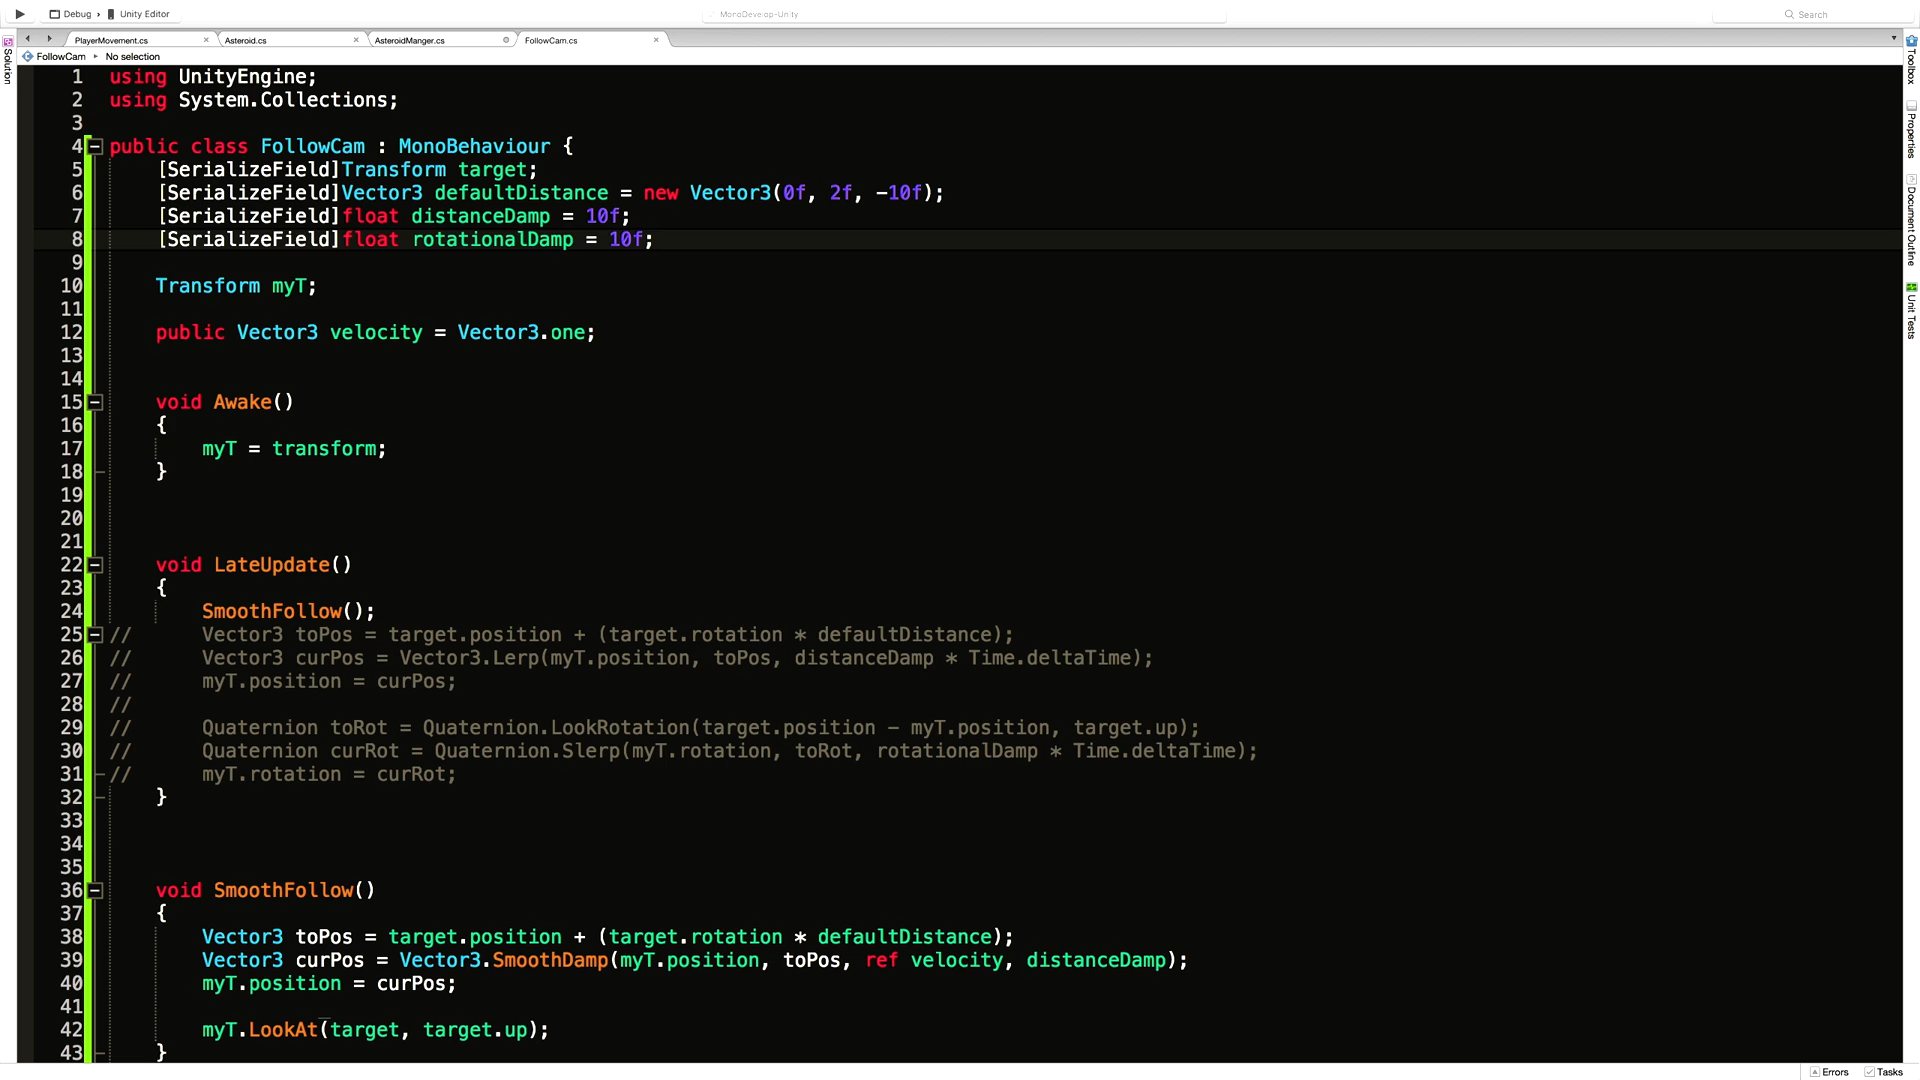 Debug › Unity Editor
MonoDevelop-Unity
Search
PlayerMovement.cs
Asteroid.cs
AsteroidManger.cs
FollowCam.cs
FollowCam ▸ No selection
Solution
Toolbox
Properties
Document Outline
Unit Tests
1 using UnityEngine;
2 using System.Collections;
3
4 public class FollowCam : MonoBehaviour {
5 [SerializeField]Transform target;
6 [SerializeField]Vector3 defaultDistance = new Vector3(0f, 2f, -10f);
7 [SerializeField]float distanceDamp = 10f;
8 [SerializeField]float rotationalDamp = 10f;
9
10 Transform myT;
11
12 public Vector3 velocity = Vector3.one;
13
14
15 void Awake()
16 {
17 myT = transform;
18 }
19
20
21
22 void LateUpdate()
23 {
24 SmoothFollow();
25 // Vector3 toPos = target.position + (target.rotation * defaultDistance);
26 // Vector3 curPos = Vector3.Lerp(myT.position, toPos, distanceDamp * Time.deltaTime);
27 // myT.position = curPos;
28 //
29 // Quaternion toRot = Quaternion.LookRotation(target.position - myT.position, target.up);
30 // Quaternion curRot = Quaternion.Slerp(myT.rotation, toRot, rotationalDamp * Time.deltaTime);
31 // myT.rotation = curRot;
32 }
33
34
35
36 void SmoothFollow()
37 {
38 Vector3 toPos = target.position + (target.rotation * defaultDistance);
39 Vector3 curPos = Vector3.SmoothDamp(myT.position, toPos, ref velocity, distanceDamp);
40 myT.position = curPos;
41
42 myT.LookAt(target, target.up);
43 }
Errors
Tasks